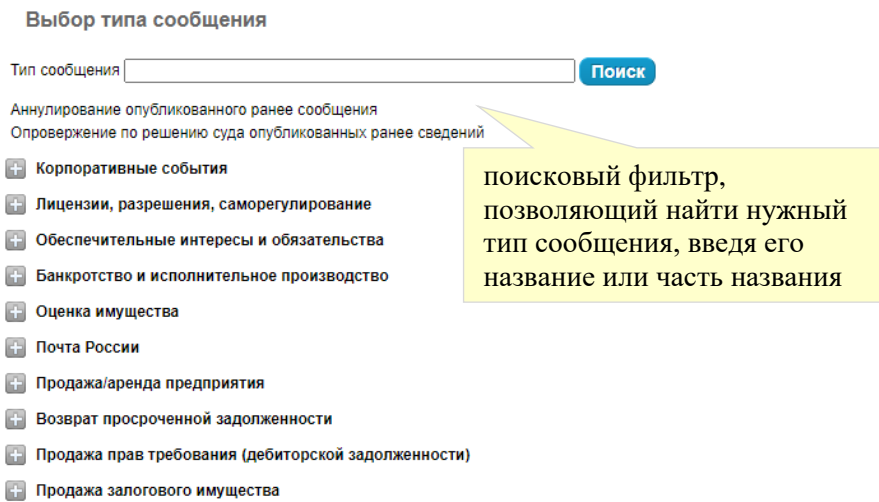 Выбор типа сообщения
Тип сообщения
Поиск
Аннулирование опубликованного ранее сообщения
Опровержение по решению суда опубликованных ранее сведений
поисковый фильтр,
позволяющий найти нужный
тип сообщения, введя его
название или часть названия
Корпоративные события
Лицензии, разрешения, саморегулирование
Обеспечительные интересы и обязательства
Банкротство и исполнительное производство
Оценка имущества
Почта России
Продажа/аренда предприятия
Возврат просроченной задолженности
Продажа прав требования (дебиторской задолженности)
Продажа залогового имущества